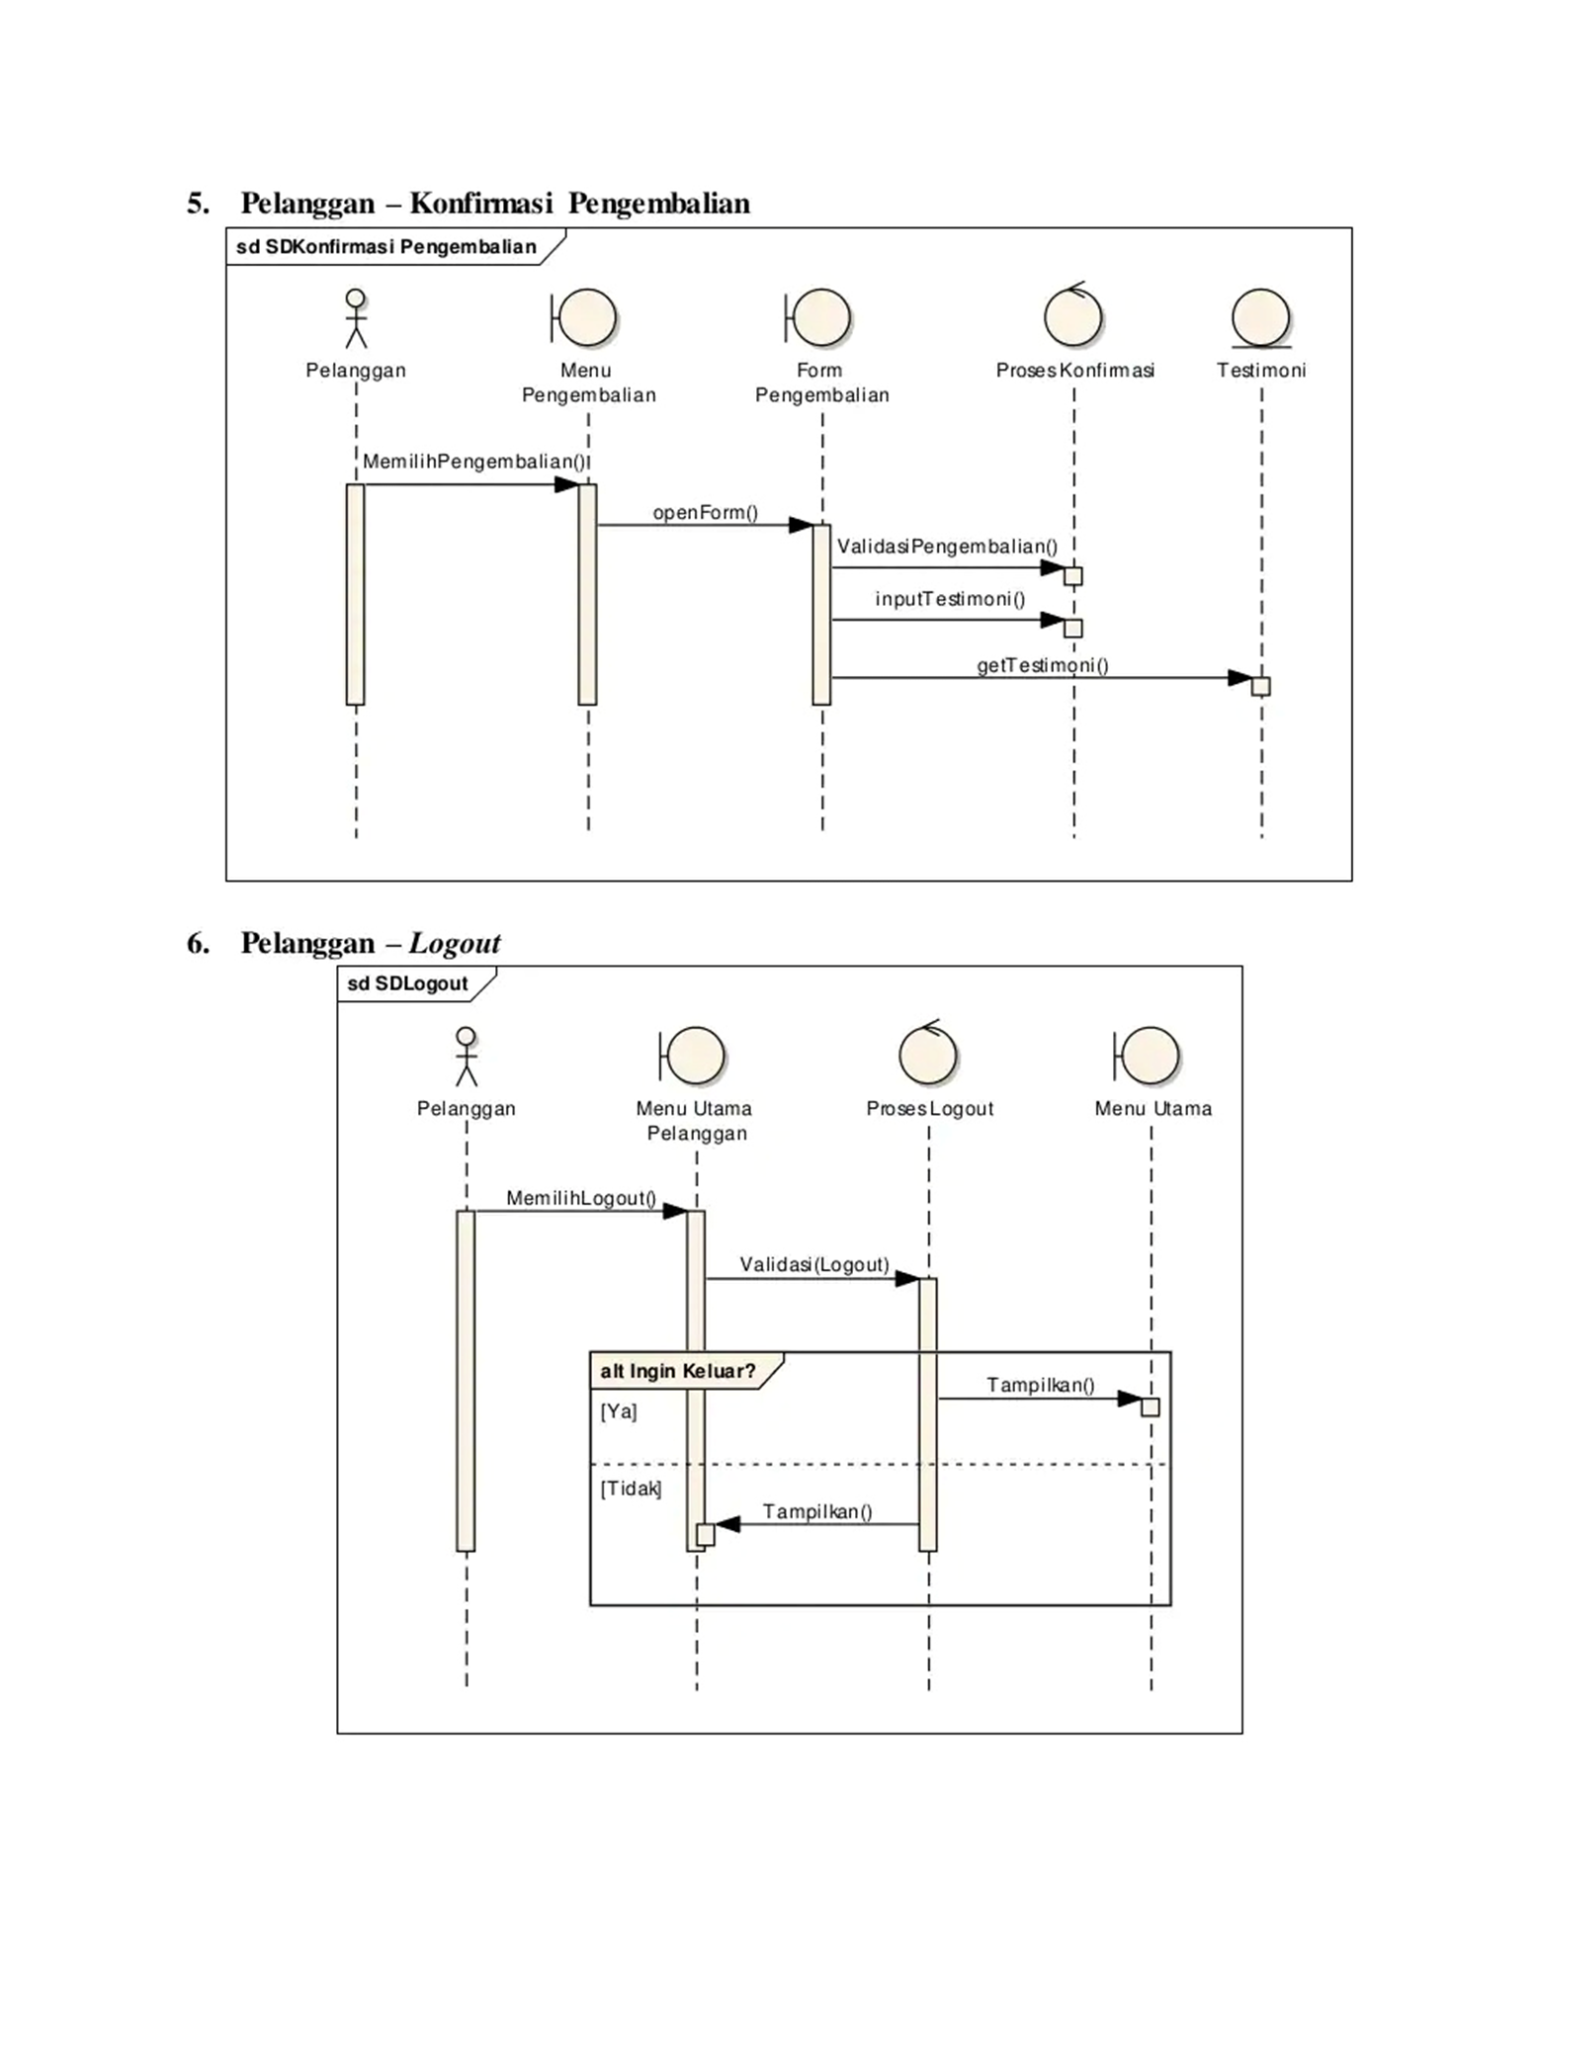 5. Pelanggan – Konfirmasi Pengembalian
sd SDKonfirmasi Pengembalian
Pelanggan
Menu
Pengembalian
Form
Pengembalian
Proses Konfirmasi
Testimoni
MemilihPengembalian()
openForm()
ValidasiPengembalian()
inputTestimoni()
getTestimoni()
6. Pelanggan – Logout
sd SDLogout
Pelanggan
Menu Utama
Pelanggan
Proses Logout
Menu Utama
MemilihLogout()
Validasi(Logout)
alt Ingin Keluar?
Tampilkan()
[Ya]
[Tidak]
Tampilkan()